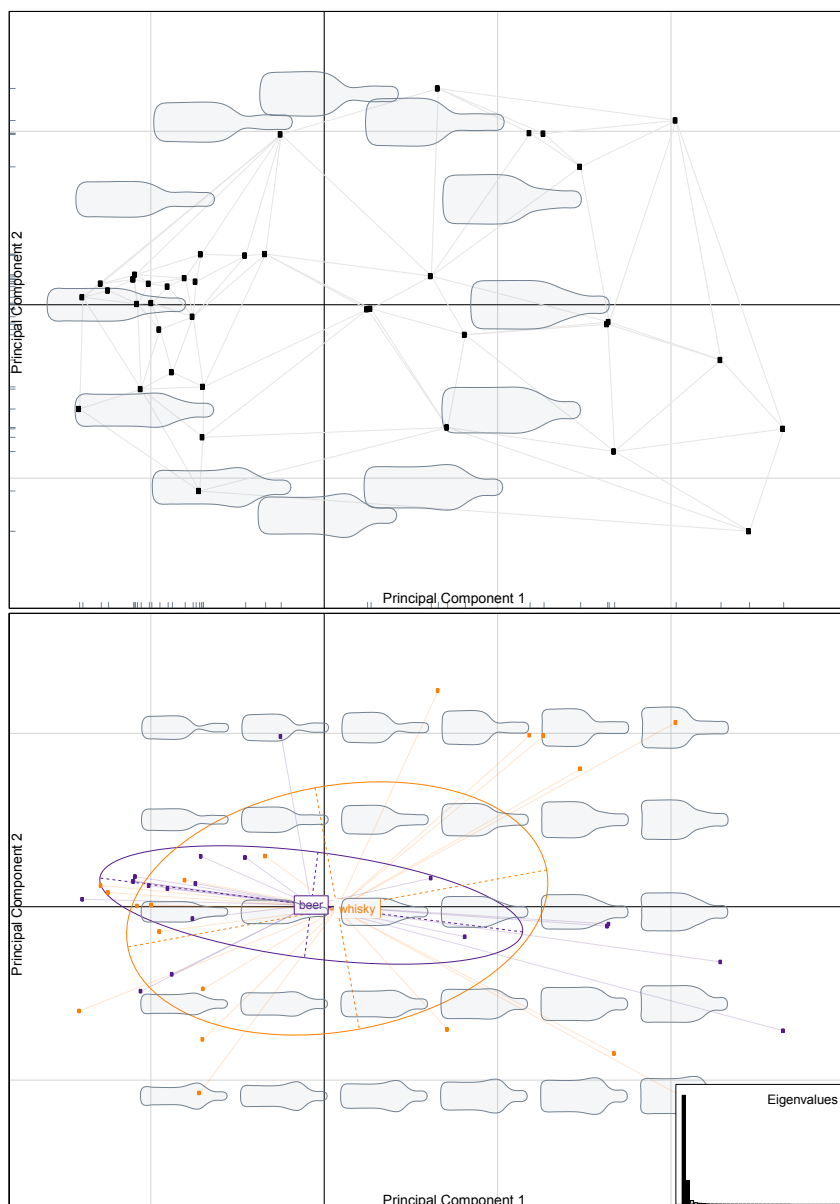 Principal Component 2
Principal Component 1
Principal Component 2
beer
whisky
Eigenvalues
Principal Component 1